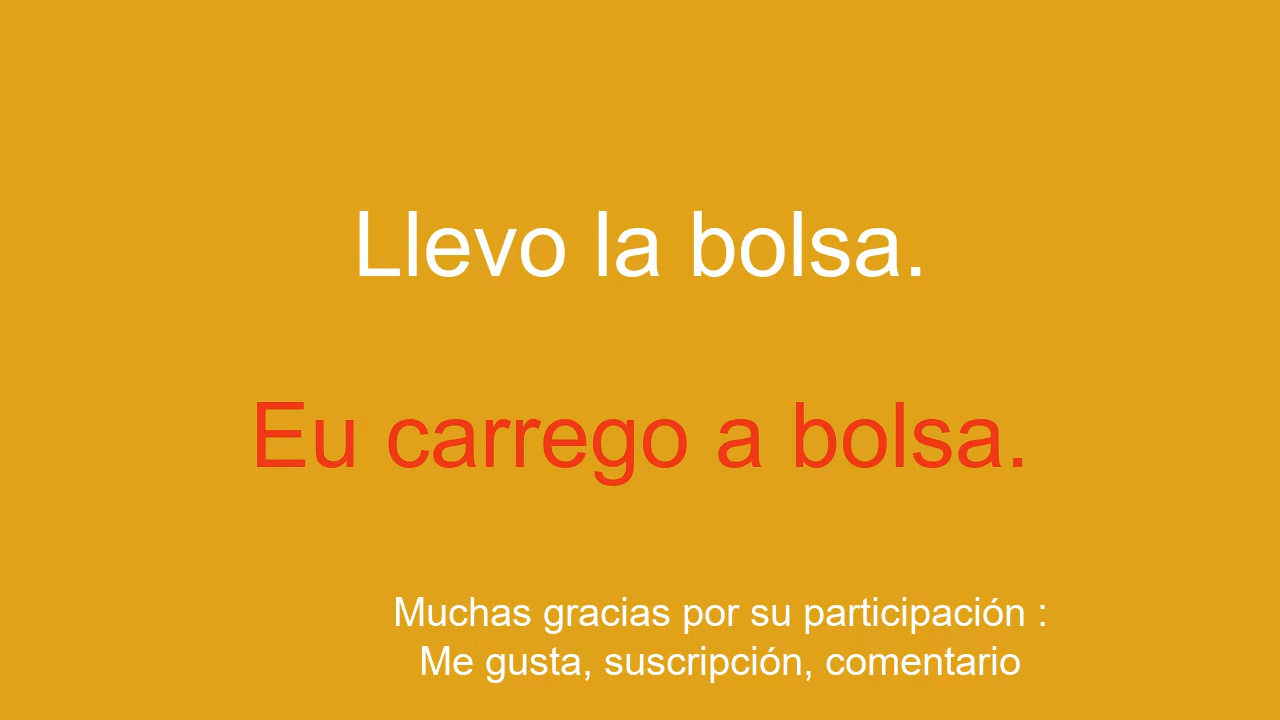 Llevo la bolsa.
Eu carrego a bolsa.
Muchas gracias por su participación :
Me gusta, suscripción, comentario